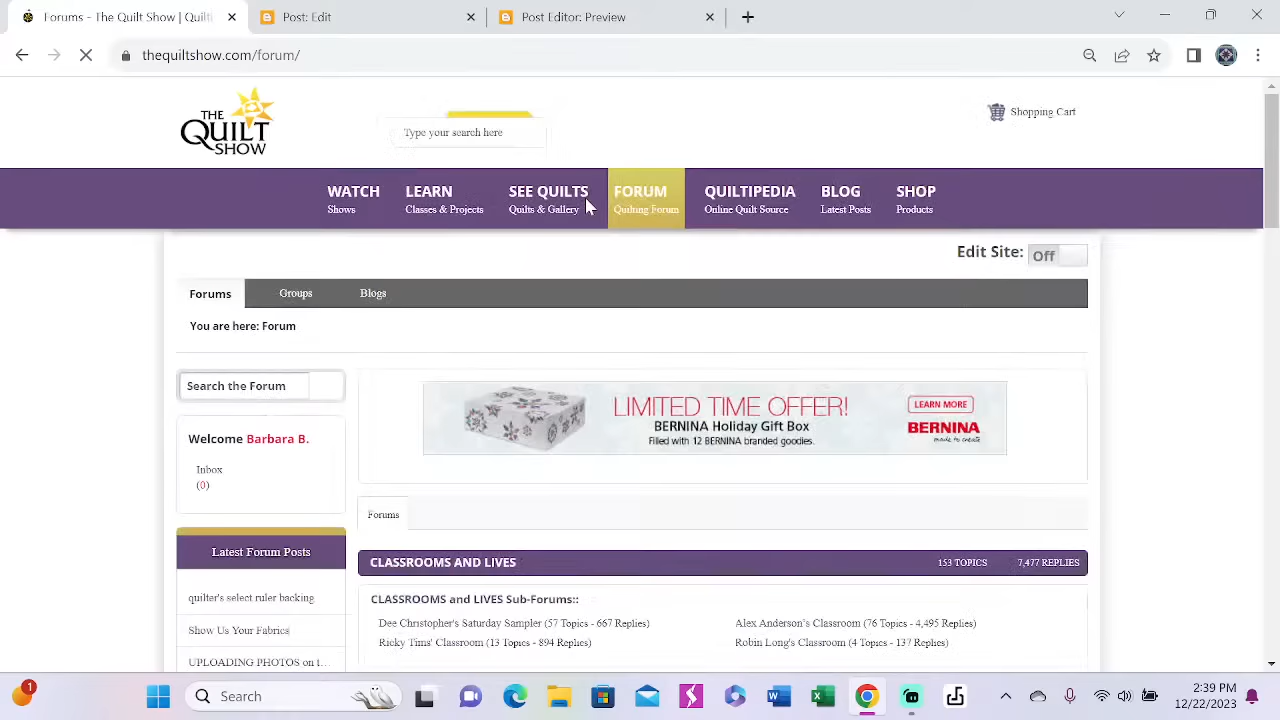 Forums - The Quilt Show | Quilting
Post: Edit
Post Editor: Preview
thequiltshow.com/forum/
THE
QUILT
SHOW
Type your search here
Shopping Cart
WATCH LEARN SEE QUILTS FORUM QUILTIPEDIA BLOG SHOP
Shows Classes & Projects Quilts & Gallery Quilting Forum Online Quilt Source Latest Posts Products
Edit Site: Off
Forums Groups Blogs
You are here: Forum
Search the Forum
LIMITED TIME OFFER!
BERNINA Holiday Gift Box
Filled with 12 BERNINA branded goodies.
LEARN MORE
BERNINA
made to create
Welcome Barbara B.
Inbox
(0)
Forums
Latest Forum Posts
CLASSROOMS AND LIVES 153 TOPICS 7,477 REPLIES
quilter's select ruler backing
CLASSROOMS and LIVES Sub-Forums::
Show Us Your Fabrics
Dee Christopher's Saturday Sampler (57 Topics - 667 Replies) Alex Anderson's Classroom (76 Topics - 4,495 Replies)
Ricky Tims' Classroom (13 Topics - 894 Replies) Robin Long's Classroom (4 Topics - 137 Replies)
UPLOADING PHOTOS on t...
1
Search
2:39 PM
12/22/2023